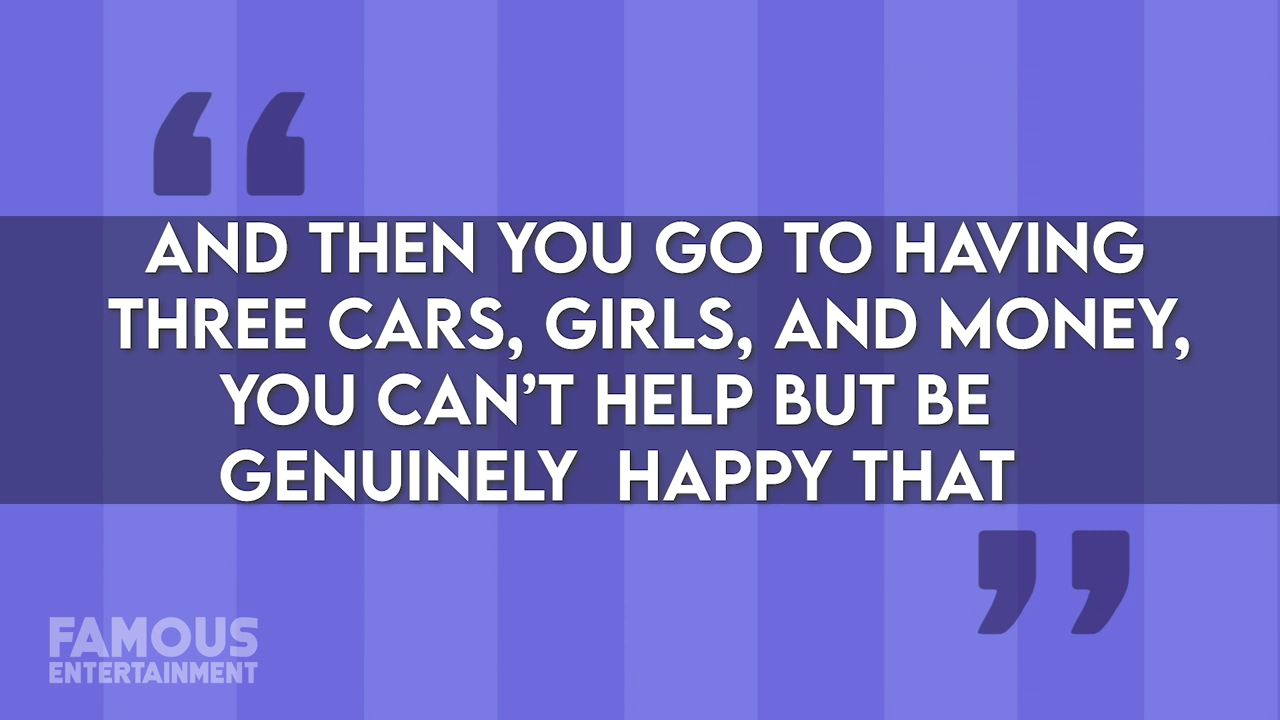 AND THEN YOU GO TO HAVING
THREE CARS, GIRLS, AND MONEY,
YOU CAN’T HELP BUT BE
GENUINELY HAPPY THAT
FAMOUS
ENTERTAINMENT